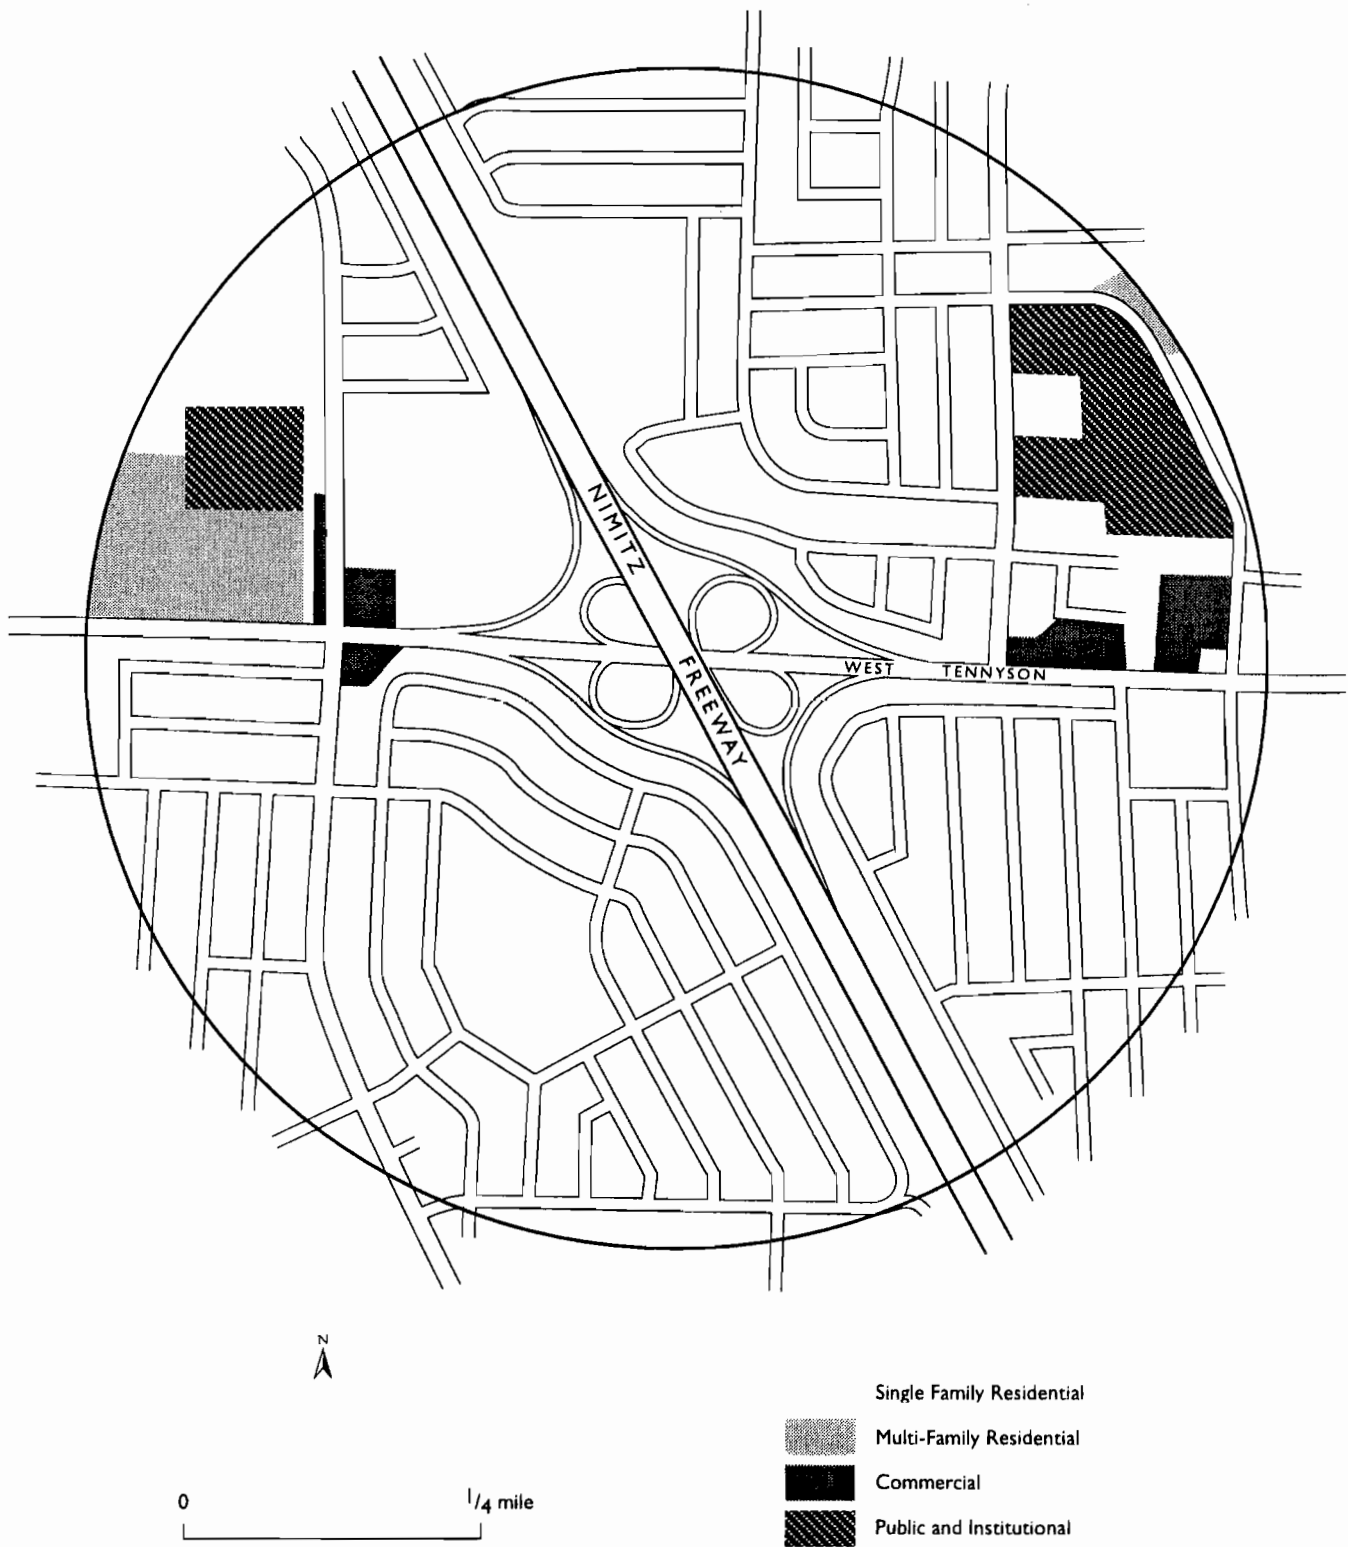 NIMITZ
FREEWAY
WEST TENNYSON
N
Single Family Residential
Multi-Family Residential
Commercial
0 1/4 mile
Public and Institutional